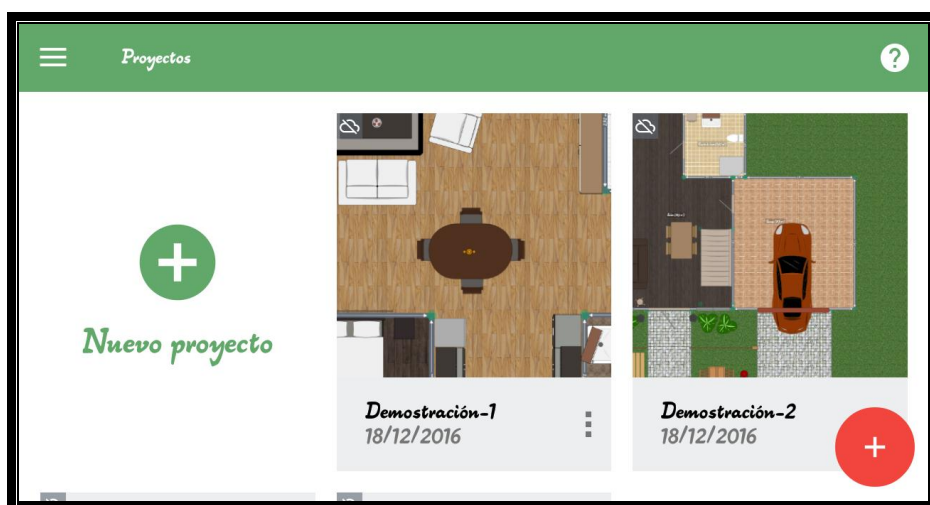 Proyectos
Nuevo proyecto
Demostración-1
18/12/2016
Demostración-2
18/12/2016